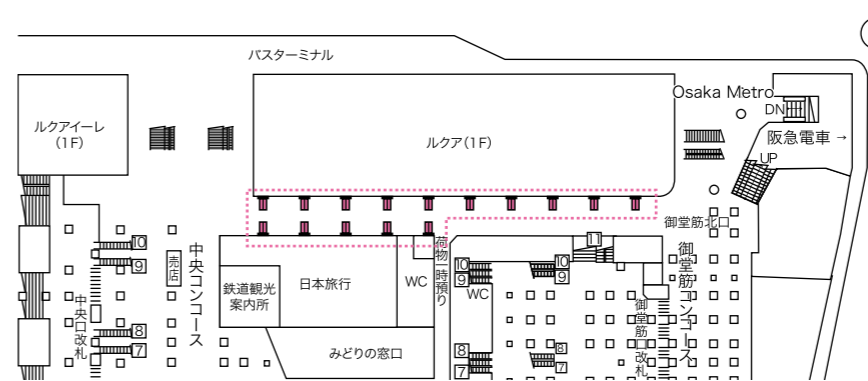 バスターミナル
Osaka Metro
DN
阪急電車 →
UP
ルクアイーレ
(1F)
ルクア(1F)
御堂筋北口
10
9
8
7
売店
中央コンコース
中央口改札
鉄道観光
案内所
日本旅行
WC
荷物一時預り
みどりの窓口
10
9
WC
8
7
11
10
9
8
7
御堂筋口改札
御堂筋コンコース